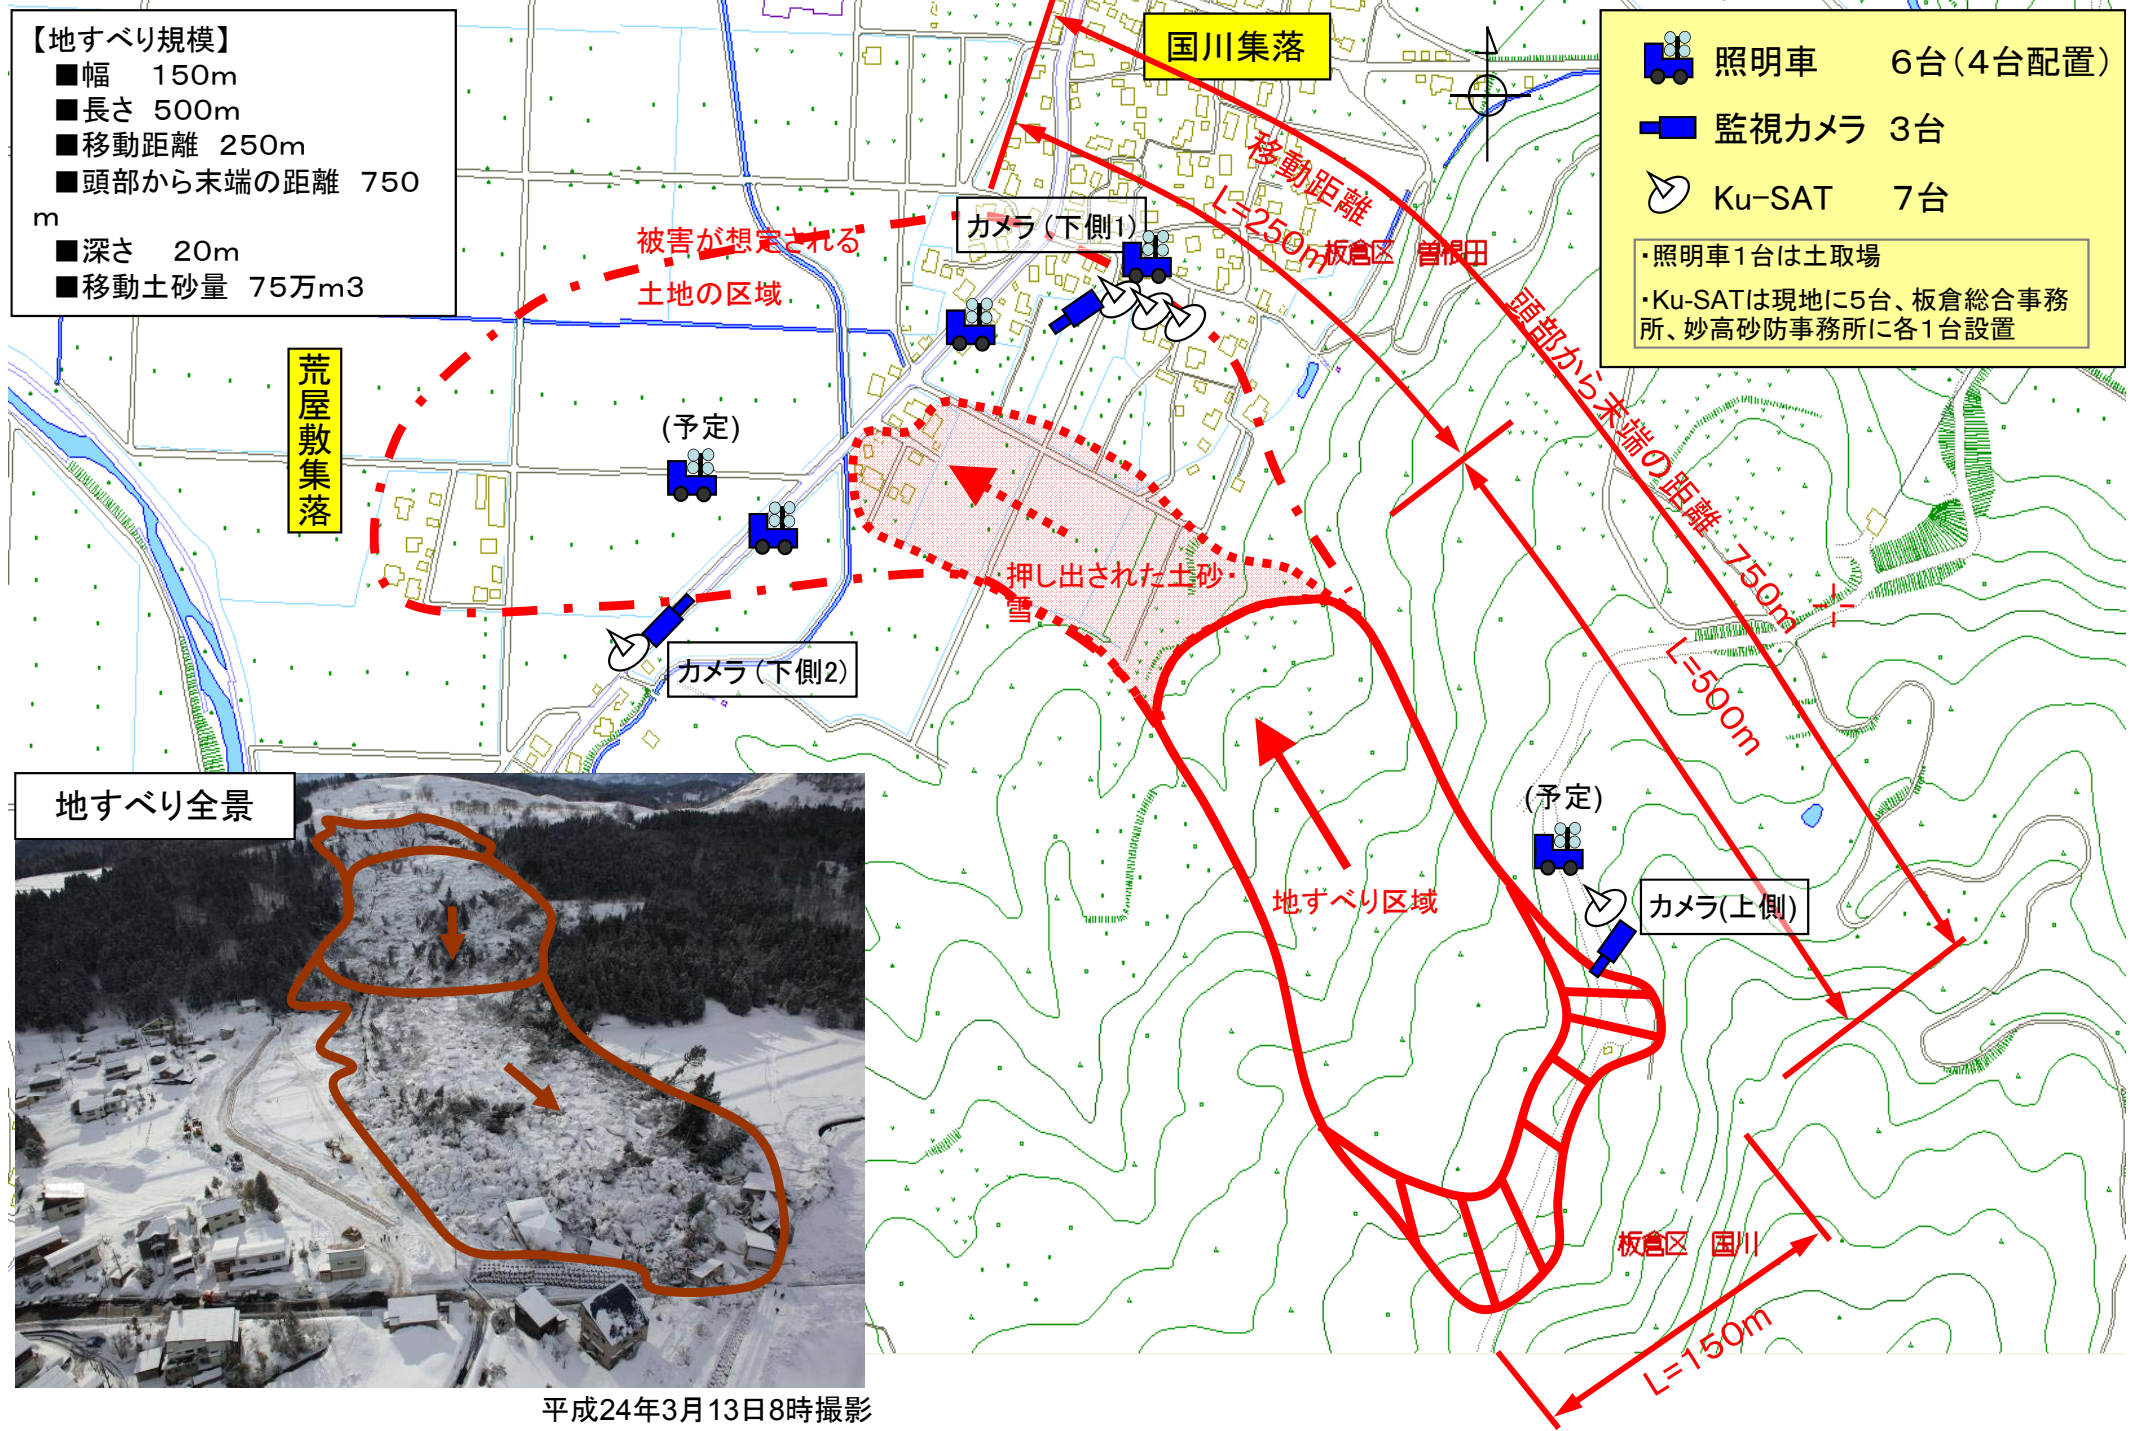 【地すべり規模】
■幅 150m
■長さ 500m
■移動距離 250m
■頭部から末端の距離 750
m
■深さ 20m
■移動土砂量 75万m3
国川集落
照明車 6台(4台配置)
監視カメラ 3台
Ku-SAT 7台
・照明車1台は土取場
・Ku-SATは現地に5台、板倉総合事務
所、妙高砂防事務所に各1台設置
移動距離
L=250m
板倉区 曽根田
カメラ(下側1)
被害が想定される
土地の区域
頭部から末端の距離 750m
荒屋敷集落
(予定)
押し出された土砂・
雪
カメラ(下側2)
L=500m
地すべり全景
(予定)
カメラ(上側)
地すべり区域
板倉区 国川
L=150m
平成24年3月13日8時撮影